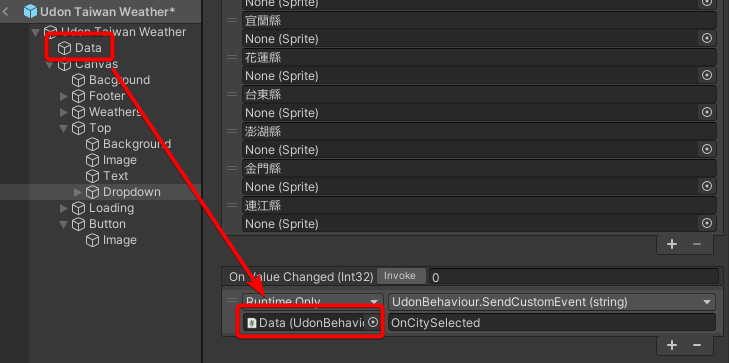 Udon Taiwan Weather*
Udon Taiwan Weather
Data
Canvas
Bacground
Footer
Weathers
Top
Background
Image
Text
Dropdown
Loading
Button
Image
None (Sprite)
宜蘭縣
None (Sprite)
花蓮縣
None (Sprite)
台東縣
None (Sprite)
澎湖縣
None (Sprite)
金門縣
None (Sprite)
連江縣
None (Sprite)
On Value Changed (Int32) Invoke 0
Runtime Only UdonBehaviour.SendCustomEvent (string)
Data (UdonBehavi OnCitySelected